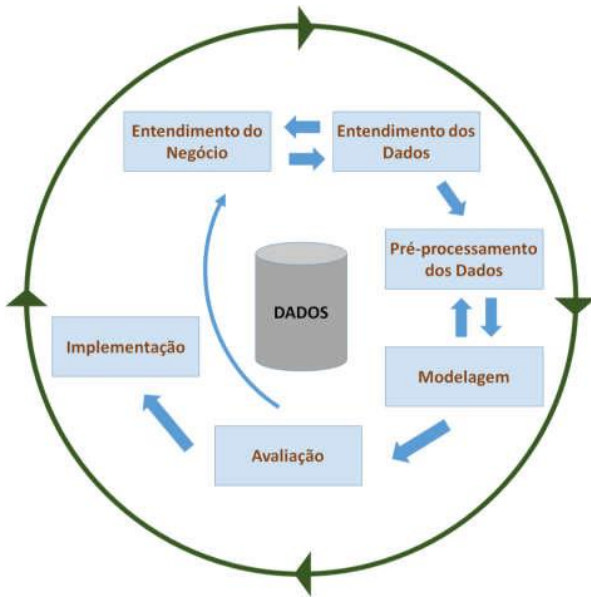 Entendimento do
Negócio
Entendimento dos
Dados
Pré-processamento
dos Dados
DADOS
Implementação
Modelagem
Avaliação